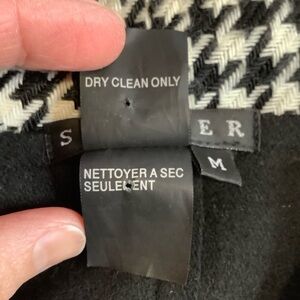 DRY CLEAN ONLY
S ER
M
NETTOYER A SEC
SEULEMENT